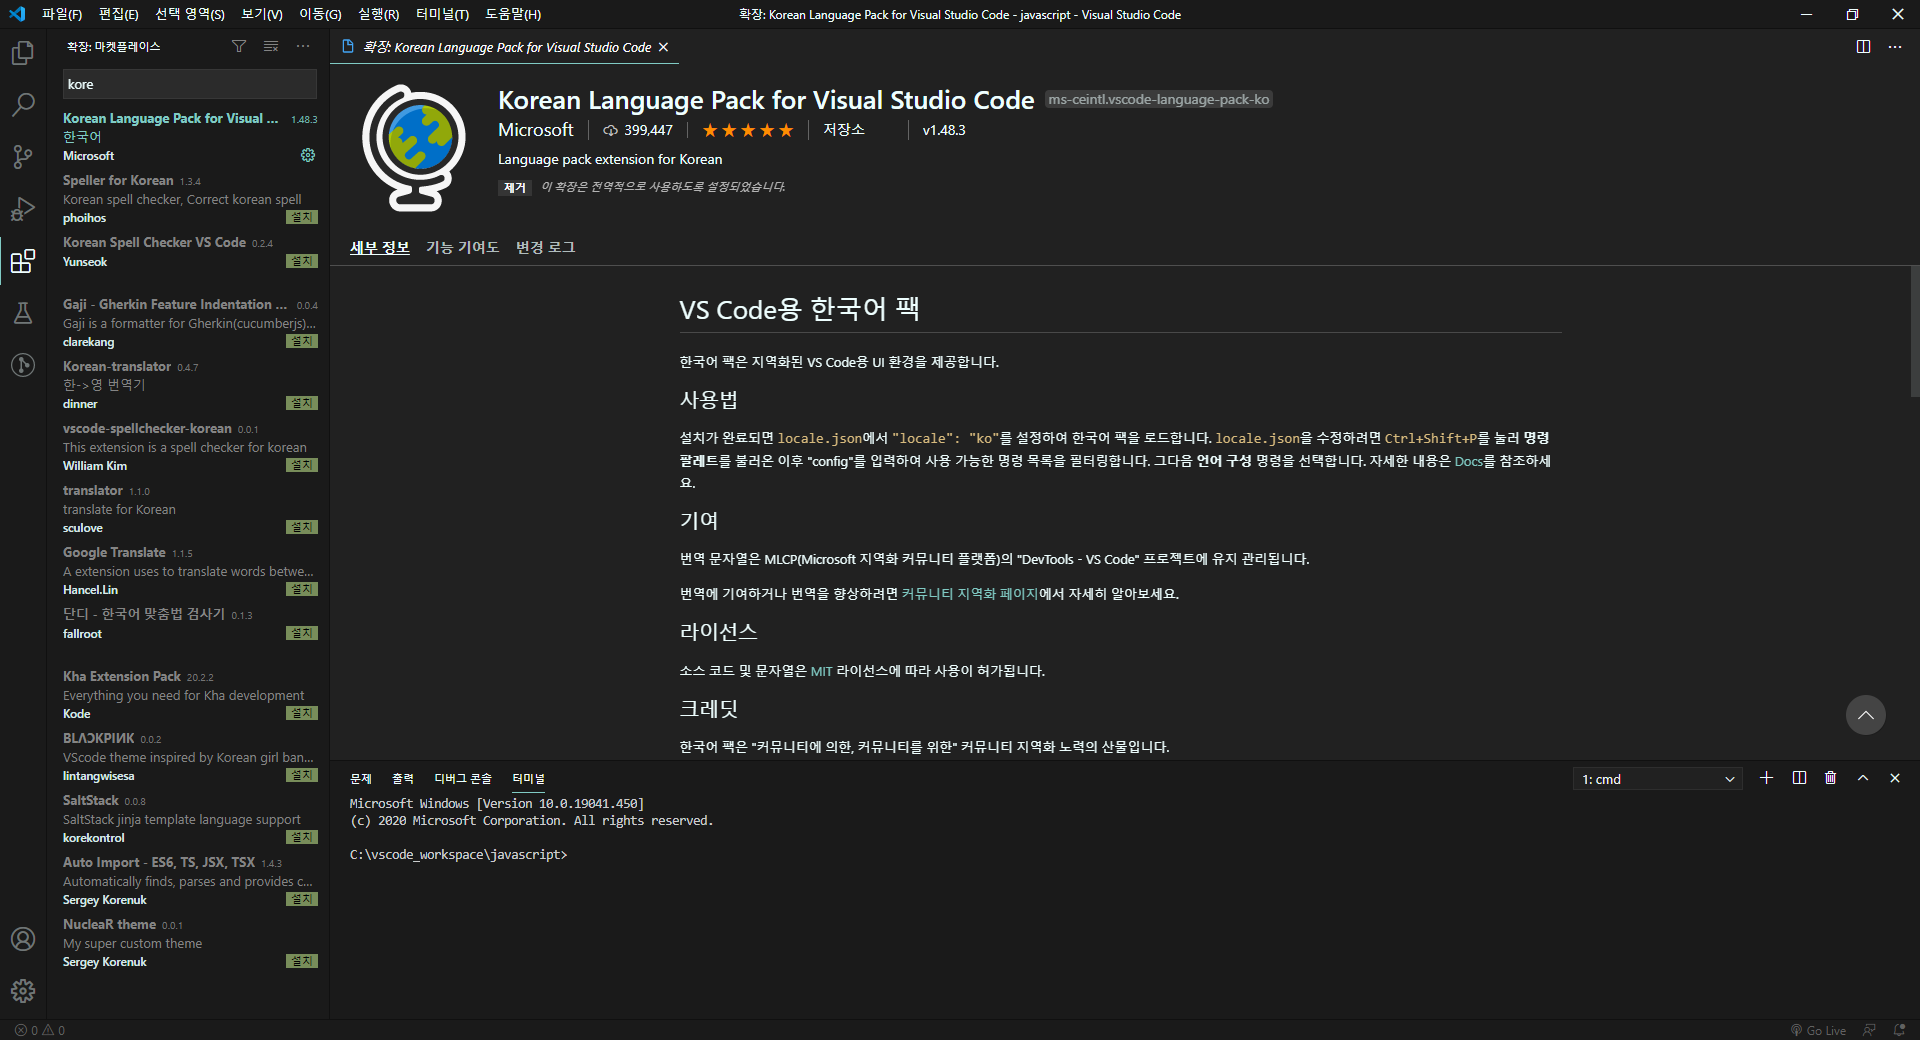 파일(F) 편집(E) 선택 영역(S) 보기(V) 이동(G) 실행(R) 터미널(T) 도움말(H)
확장: Korean Language Pack for Visual Studio Code - javascript - Visual Studio Code
확장: 마켓플레이스
kore
Korean Language Pack for Visual ... 1.48.3
한국어
Microsoft
Speller for Korean 1.3.4
Korean spell checker, Correct korean spell
phoihos 설치
Korean Spell Checker VS Code 0.2.4
Yunseok 설치
Gaji - Gherkin Feature Indentation ... 0.0.4
Gaji is a formatter for Gherkin(cucumberjs)...
clarekang 설치
Korean-translator 0.4.7
한->영 번역기
dinner 설치
vscode-spellchecker-korean 0.0.1
This extension is a spell checker for korean
William Kim 설치
translator 1.1.0
translate for Korean
sculove 설치
Google Translate 1.1.5
A extension uses to translate words betwe...
Hancel.Lin 설치
단디 - 한국어 맞춤법 검사기 0.1.3
fallroot 설치
Kha Extension Pack 20.2.2
Everything you need for Kha development
Kode 설치
BLΛƆKPIИK 0.0.2
VScode theme inspired by Korean girl ban...
lintangwisesa 설치
SaltStack 0.0.8
SaltStack jinja template language support
korekontrol 설치
Auto Import - ES6, TS, JSX, TSX 1.4.3
Automatically finds, parses and provides c...
Sergey Korenuk 설치
NucleaR theme 0.0.1
My super custom theme
Sergey Korenuk 설치
확장: Korean Language Pack for Visual Studio Code
Korean Language Pack for Visual Studio Code ms-ceintl.vscode-language-pack-ko
Microsoft 399,447 저장소 v1.48.3
Language pack extension for Korean
제거 이 확장은 전역적으로 사용하도록 설정되었습니다.
세부 정보 기능 기여도 변경 로그
VS Code용 한국어 팩
한국어 팩은 지역화된 VS Code용 UI 환경을 제공합니다.
사용법
설치가 완료되면 locale.json에서 "locale": "ko"를 설정하여 한국어 팩을 로드합니다. locale.json을 수정하려면 Ctrl+Shift+P를 눌러 명령
팔레트를 불러온 이후 "config"를 입력하여 사용 가능한 명령 목록을 필터링합니다. 그다음 언어 구성 명령을 선택합니다. 자세한 내용은 Docs를 참조하세
요.
기여
번역 문자열은 MLCP(Microsoft 지역화 커뮤니티 플랫폼)의 "DevTools - VS Code" 프로젝트에 유지 관리됩니다.
번역에 기여하거나 번역을 향상하려면 커뮤니티 지역화 페이지에서 자세히 알아보세요.
라이선스
소스 코드 및 문자열은 MIT 라이선스에 따라 사용이 허가됩니다.
크레딧
한국어 팩은 "커뮤니티에 의한, 커뮤니티를 위한" 커뮤니티 지역화 노력의 산물입니다.
문제 출력 디버그 콘솔 터미널 1: cmd
Microsoft Windows [Version 10.0.19041.450]
(c) 2020 Microsoft Corporation. All rights reserved.
C:\vscode_workspace\javascript>
0 0 Go Live